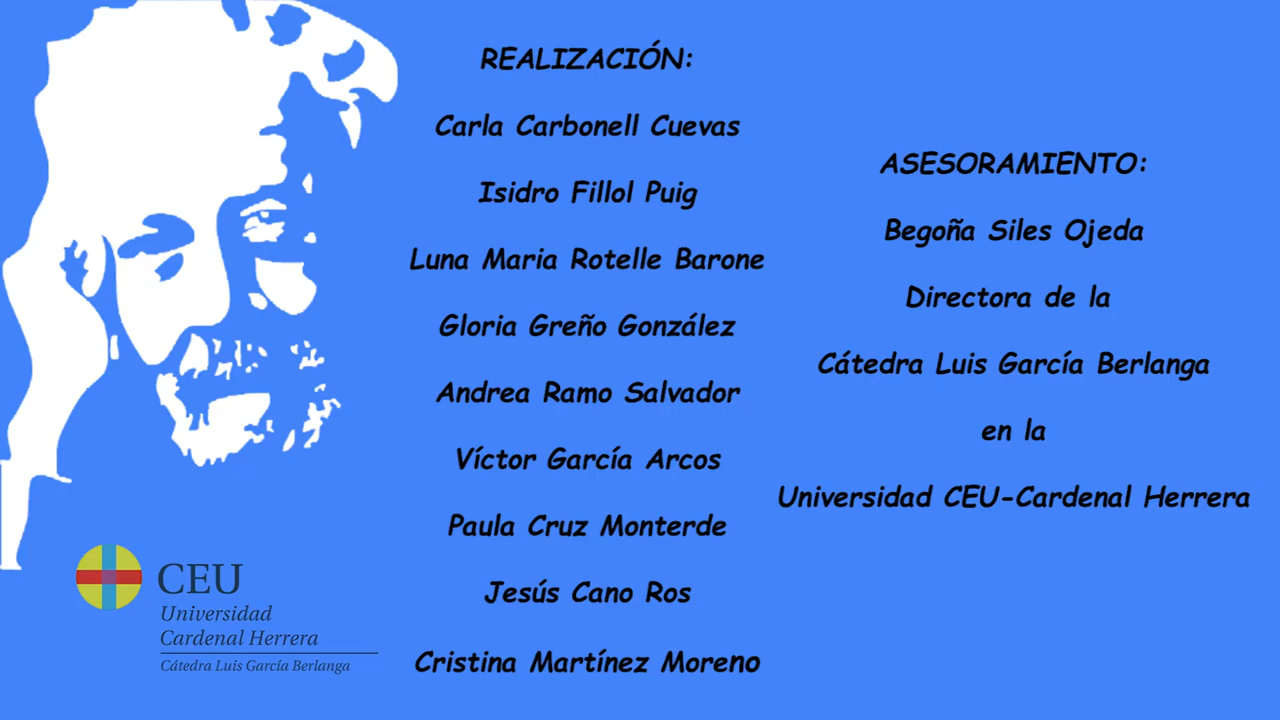 REALIZACIÓN:
Carla Carbonell Cuevas
Isidro Fillol Puig
Luna Maria Rotelle Barone
Gloria Greño González
Andrea Ramo Salvador
Víctor García Arcos
Paula Cruz Monterde
Jesús Cano Ros
Cristina Martínez Moreno
ASESORAMIENTO:
Begoña Siles Ojeda
Directora de la
Cátedra Luis García Berlanga
en la
Universidad CEU-Cardenal Herrera
CEU
Universidad
Cardenal Herrera
Cátedra Luis García Berlanga